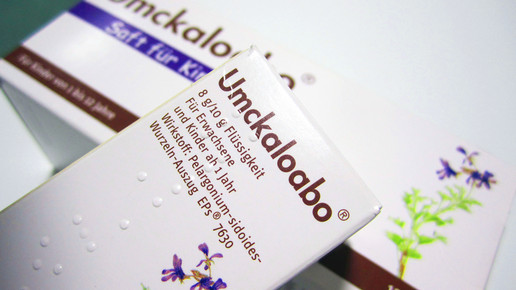 Umckaloabo®
Saft für Kin
Für Kinder von 1 bis 12 Jahre
Umckaloabo®
8 g/10 g Flüssigkeit
Für Erwachsene
und Kinder ab 1 Jahr
Wirkstoff: Pelargonium-sidoides-
Wurzeln-Auszug EPs® 7630